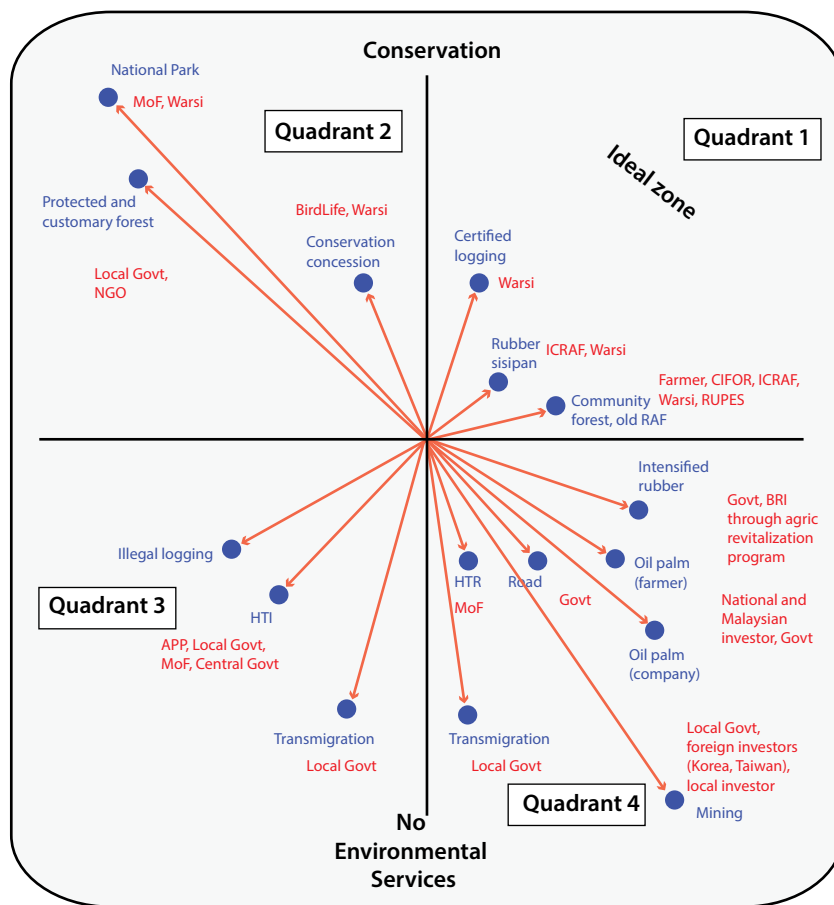 Conservation
National Park
MoF, Warsi
Quadrant 2
Quadrant 1
Ideal zone
Protected and
customary forest
Local Govt,
NGO
BirdLife, Warsi
Conservation
concession
Certified
logging
Warsi
Rubber
sisipan
ICRAF, Warsi
Community
forest, old RAF
Farmer, CIFOR, ICRAF,
Warsi, RUPES
Intensified
rubber
Govt, BRI
through agric
revitalization
program
Illegal logging
Quadrant 3
HTI
APP, Local Govt,
MoF, Central Govt
HTR
MoF
Road
Govt
Oil palm
(farmer)
National and
Malaysian
investor, Govt
Oil palm
(company)
Transmigration
Local Govt
Transmigration
Local Govt
Local Govt,
foreign investors
(Korea, Taiwan),
local investor
Quadrant 4
Mining
No
Environmental
Services